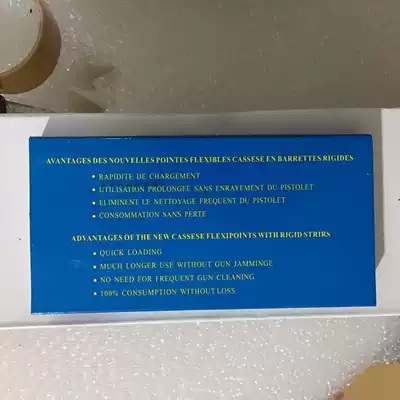 AVANTAGES DES NOUVELLES POINTES FLEXIBLES CASSESE EN BARRETTES RIGIDES
• RAPIDITE DE CHARGEMENT
• UTILISATION PROLONGEE SANS ENRAYEMENT DU PISTOLET
• ELIMINENT LE NETTOYAGE FREQUENT DU PISTOLET
• CONSOMMATION SANS PERTE
ADVANTAGES OF THE NEW CASSESE FLEXIPOINTS WITH RIGID STRIRS
• QUICK LOADING
• MUCH LONGER USE WITHOUT GUN JAMMINGE
• NO NEED FOR FREQUENT GUN CLEANING
• 100% CONSUMPTION WITHOUT LOSS